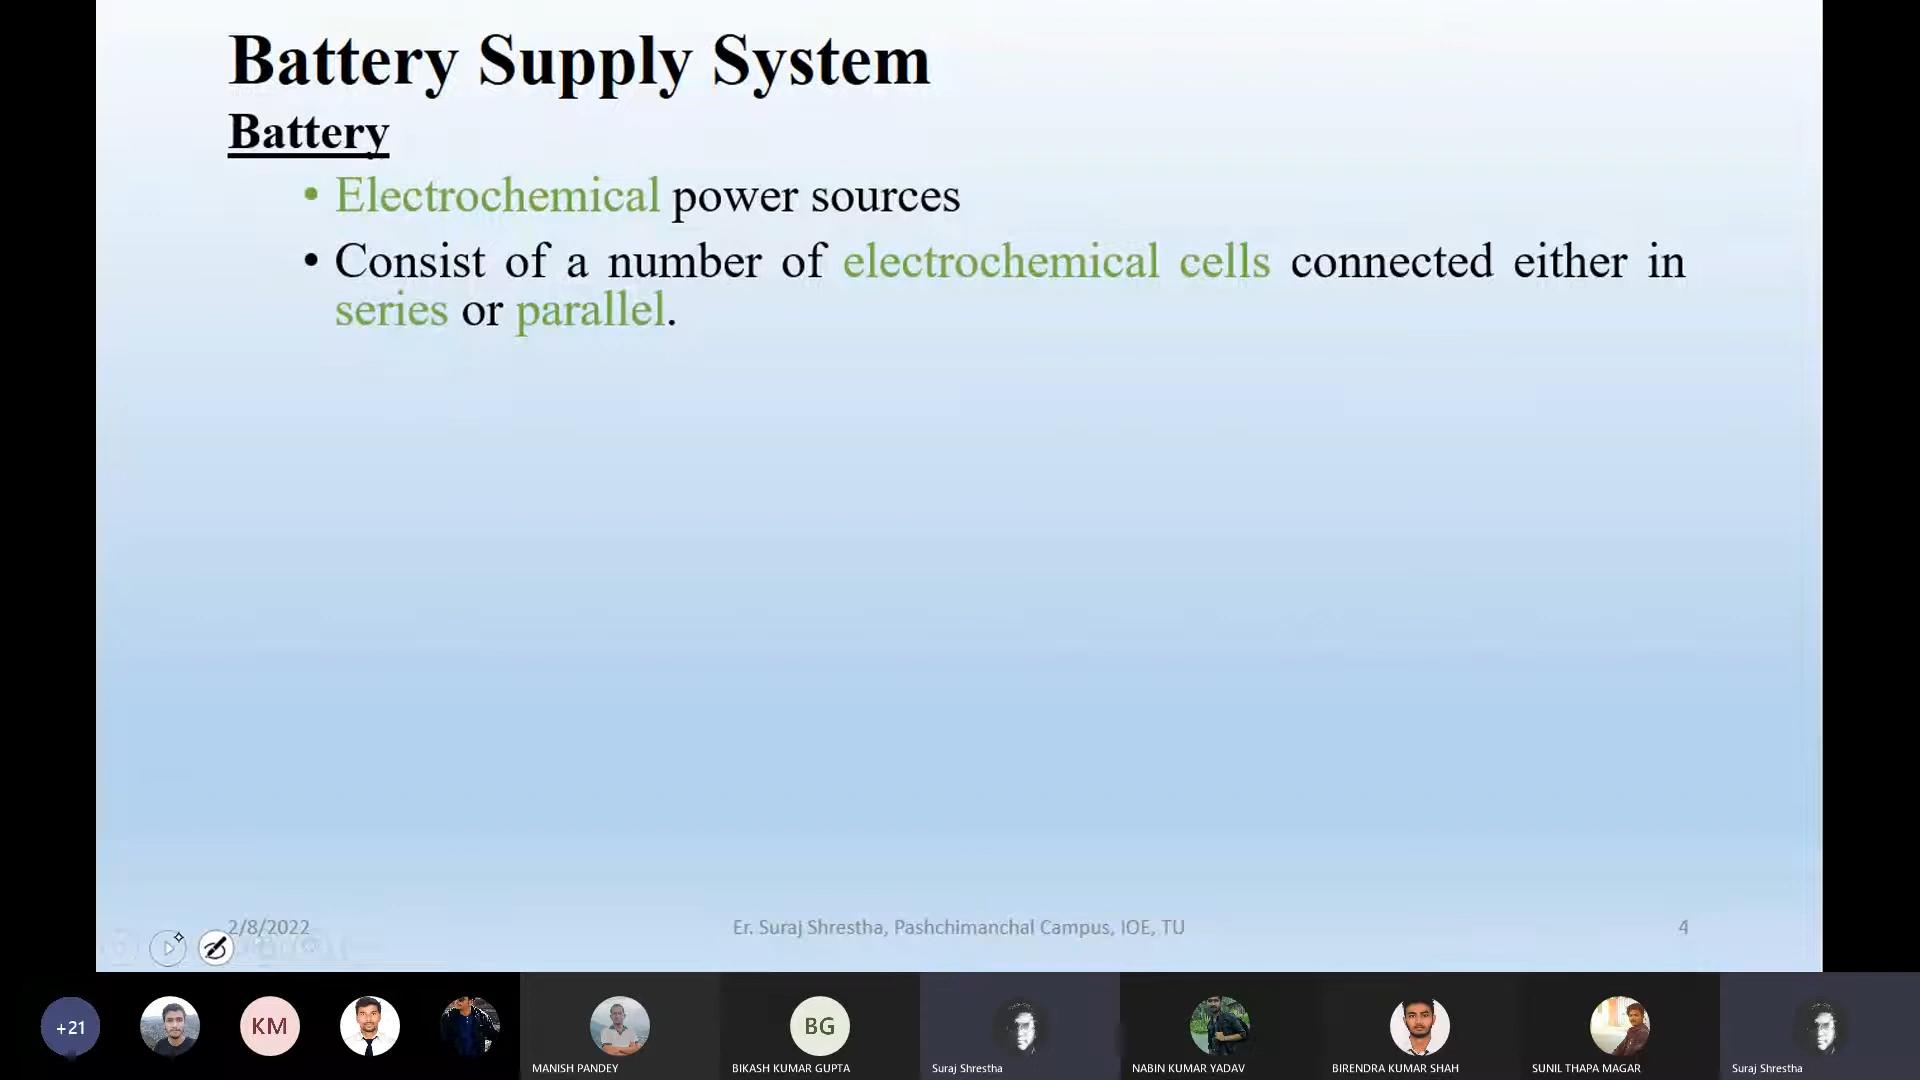 Battery Supply System
Battery
• Electrochemical power sources
• Consist of a number of electrochemical cells connected either in
series or parallel.
2/8/2022
Er. Suraj Shrestha, Pashchimanchal Campus, IOE, TU
4
+21
KM
BG
MANISH PANDEY
BIKASH KUMAR GUPTA
Suraj Shrestha
NABIN KUMAR YADAV
BIRENDRA KUMAR SHAH
SUNIL THAPA MAGAR
Suraj Shrestha